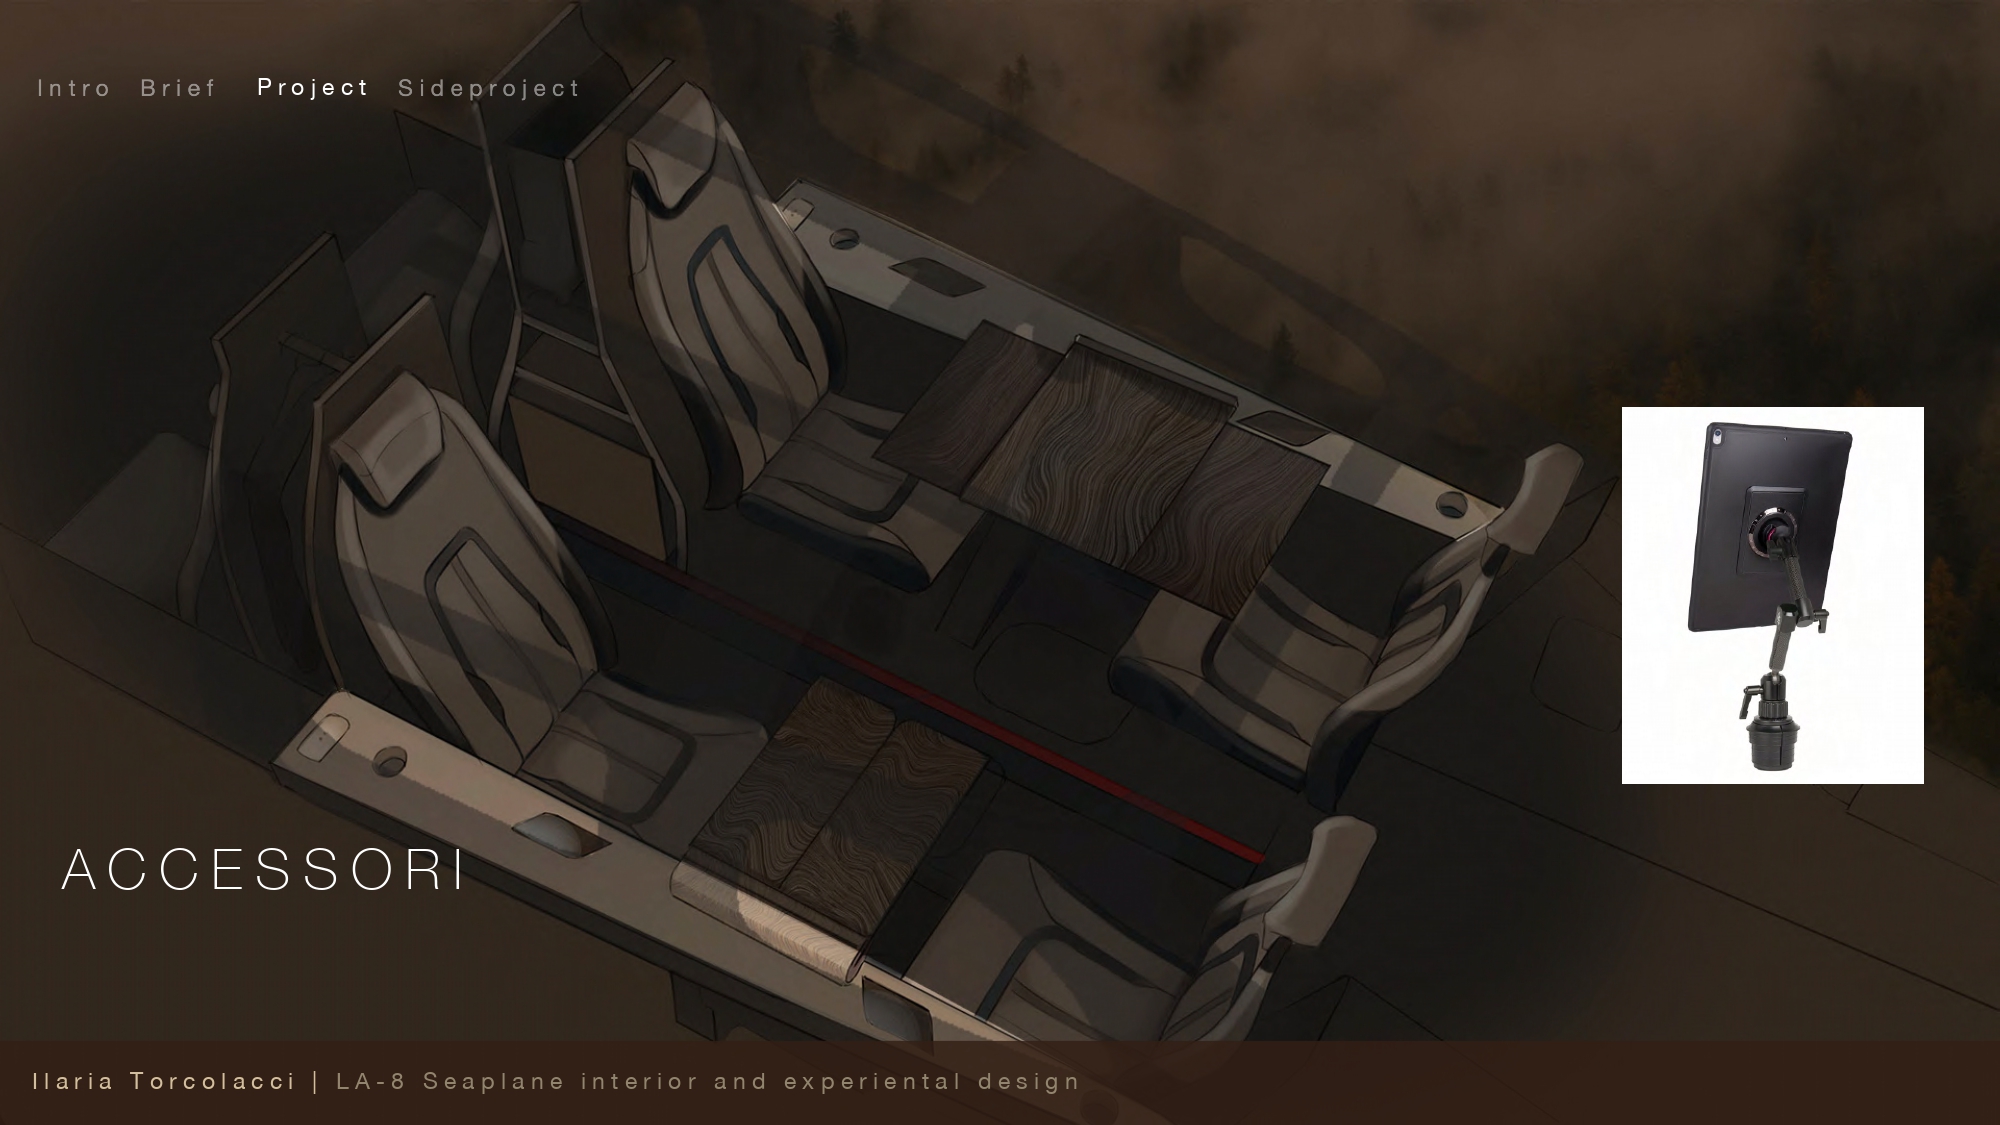 Intro Brief Project Sideproject
ACCESSORI
Ilaria Torcolacci | LA-8 Seaplane interior and experiental design